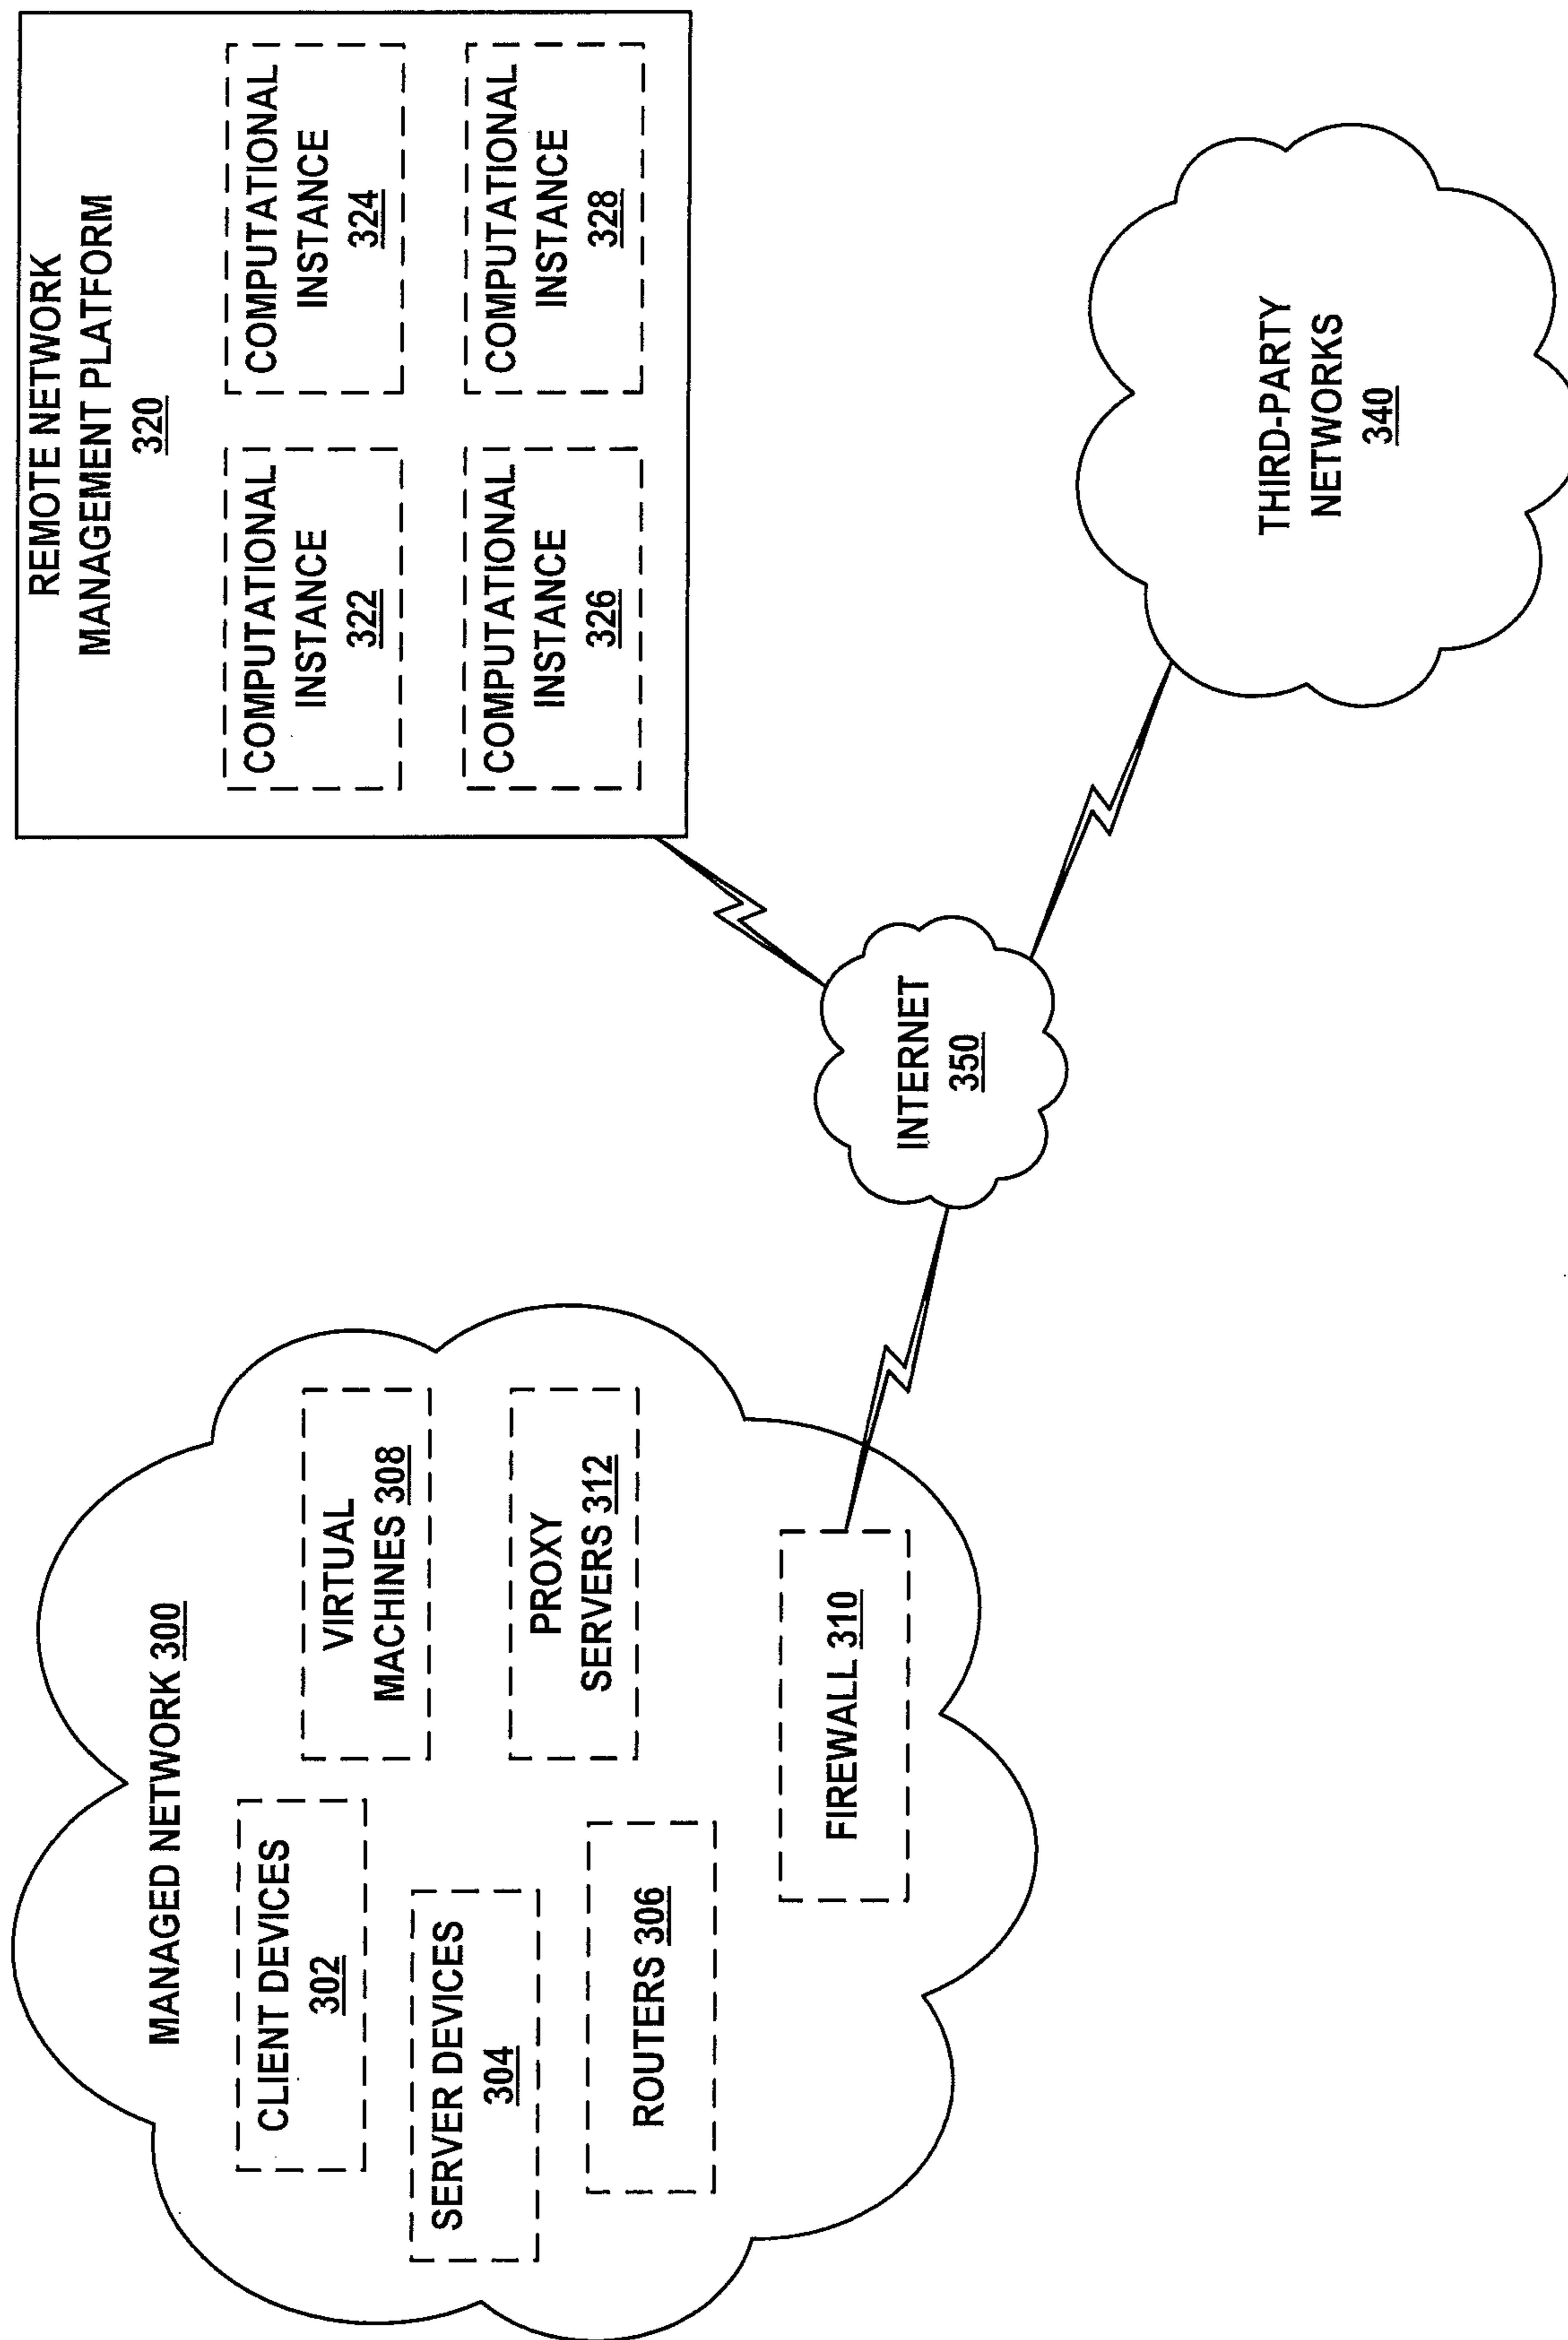 MANAGED NETWORK 300
CLIENT DEVICES
302
SERVER DEVICES
304
ROUTERS 306
VIRTUAL
MACHINES 308
PROXY
SERVERS 312
FIREWALL 310
INTERNET
350
REMOTE NETWORK
MANAGEMENT PLATFORM
320
COMPUTATIONAL
INSTANCE
322
COMPUTATIONAL
INSTANCE
324
COMPUTATIONAL
INSTANCE
326
COMPUTATIONAL
INSTANCE
328
THIRD-PARTY
NETWORKS
340